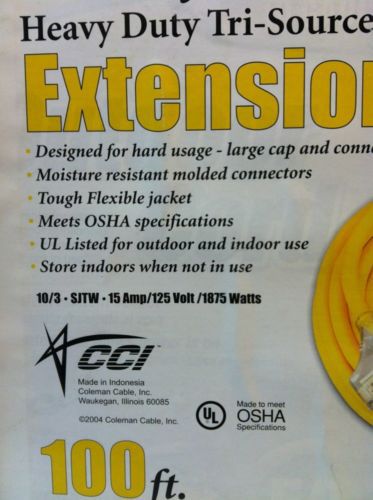 Heavy Duty Tri-Source
Extension
• Designed for hard usage - large cap and conne
• Moisture resistant molded connectors
• Tough Flexible jacket
• Meets OSHA specifications
• UL Listed for outdoor and indoor use
• Store indoors when not in use
10/3 • SJTW • 15 Amp/125 Volt /1875 Watts
CCI™
Made in Indonesia
Coleman Cable, Inc.
Waukegan, Illinois 60085
©2004 Coleman Cable, Inc.
UL
Made to meet
OSHA
Specifications
100 ft.